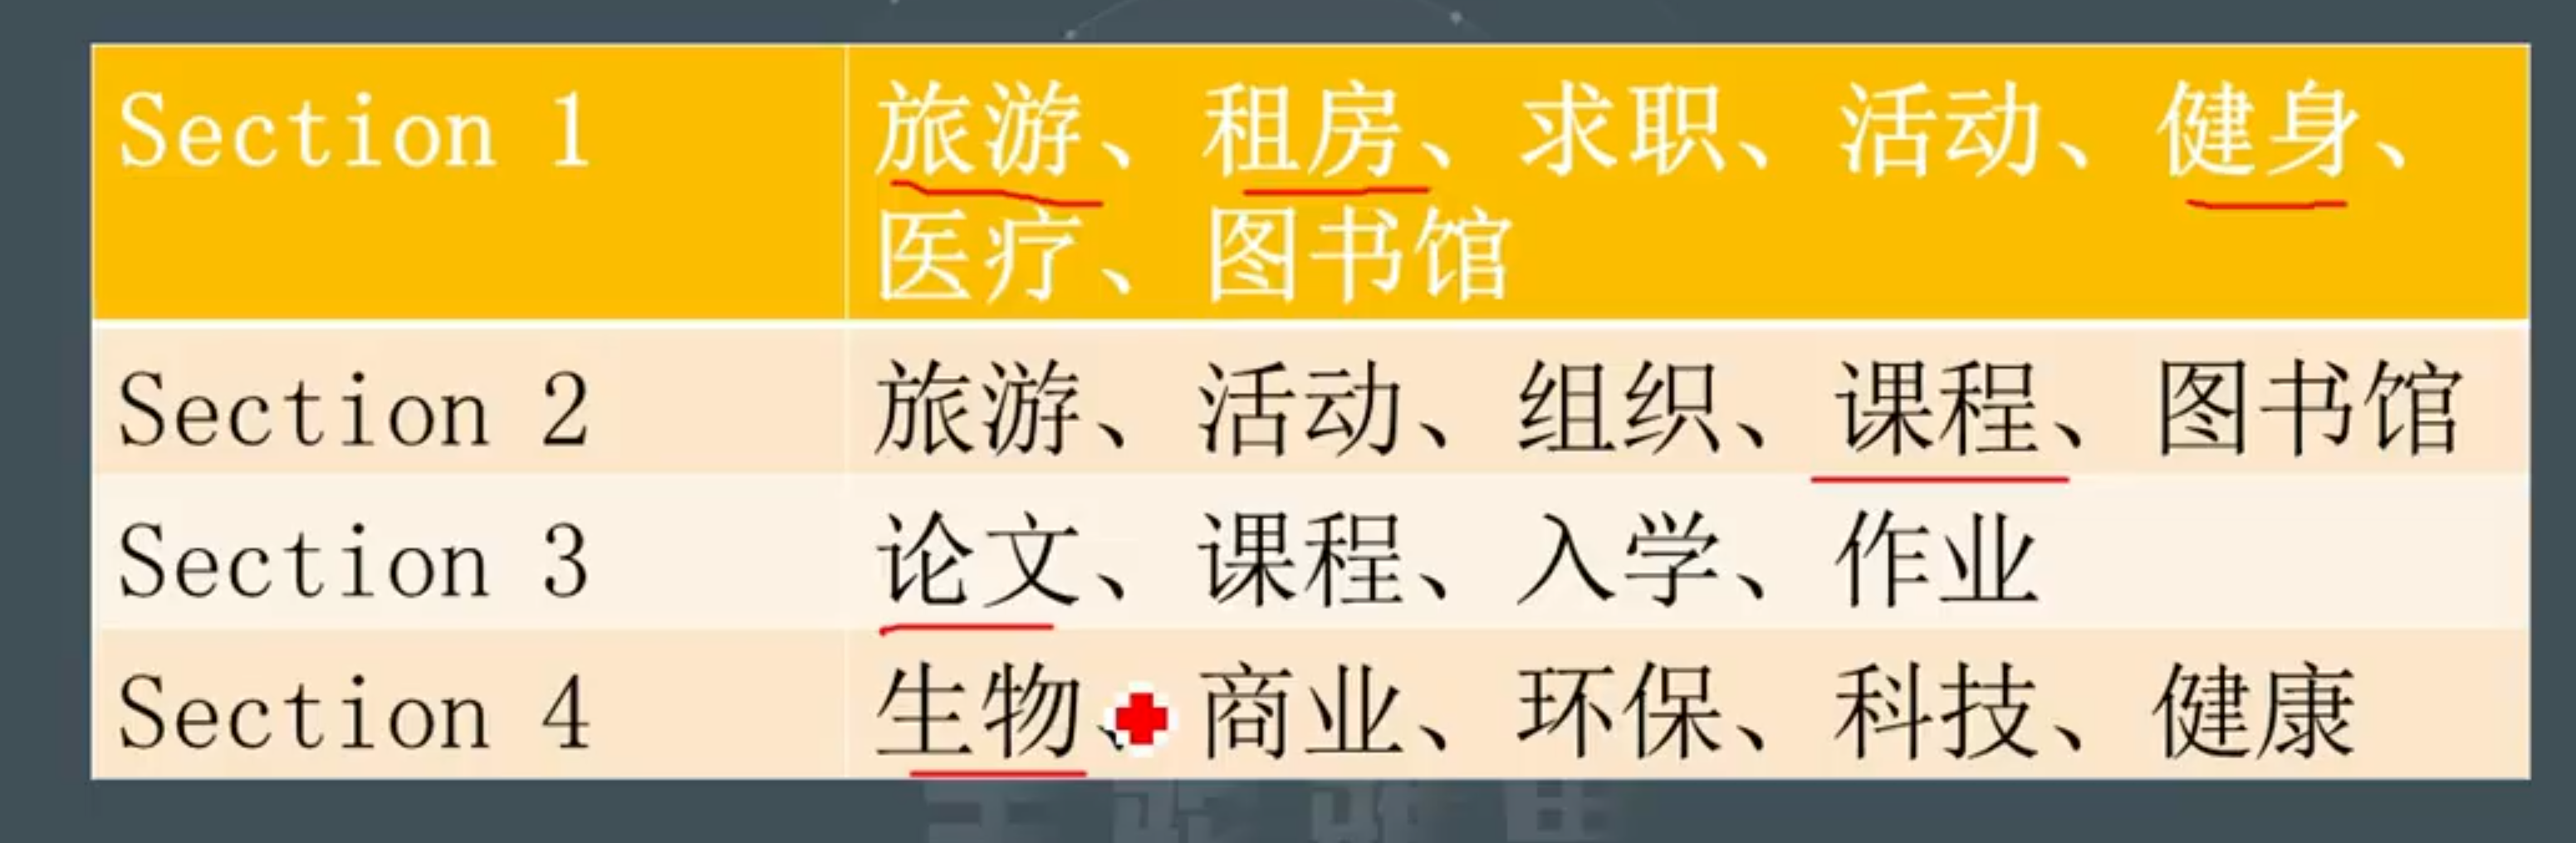 Section 1
旅游、租房、求职、活动、健身、
医疗、图书馆
Section 2
旅游、活动、组织、课程、图书馆
Section 3
论文、课程、入学、作业
Section 4
生物、商业、环保、科技、健康